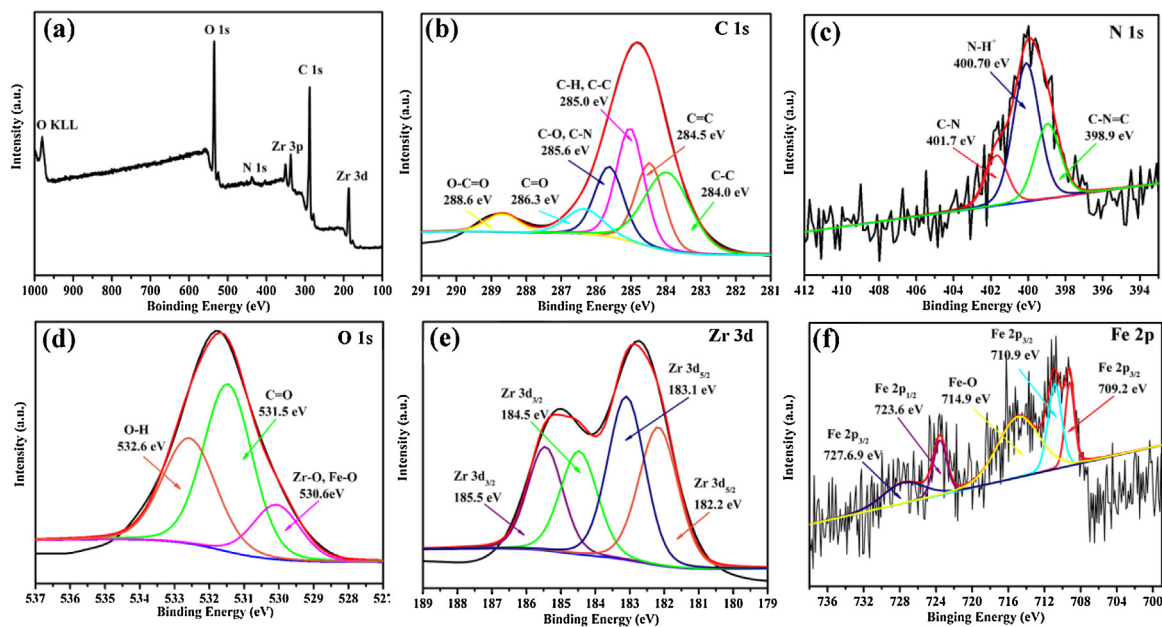 (a)
O 1s
C 1s
O KLL
N 1s
Zr 3p
Zr 3d
Intensity (a.u.)
1000 900 800 700 600 500 400 300 200 100
Boinding Energy (eV)
(b)
C 1s
C-H, C-C
285.0 eV
C=C
284.5 eV
C-O, C-N
285.6 eV
C-C
284.0 eV
O-C=O
288.6 eV
C=O
286.3 eV
Intensity (a.u.)
291 290 289 288 287 286 285 284 283 282 281
Binding Energy (eV)
(c)
N 1s
N-H+
400.70 eV
C-N
401.7 eV
C-N=C
398.9 eV
Intensity (a.u.)
412 410 408 406 404 402 400 398 396 394
Binding Energy (eV)
(d)
O 1s
C=O
531.5 eV
O-H
532.6 eV
Zr-O, Fe-O
530.6eV
Intensity (a.u.)
537 536 535 534 533 532 531 530 529 528
Binding Energy (eV)
(e)
Zr 3d
Zr 3d5/2
183.1 eV
Zr 3d3/2
184.5 eV
Zr 3d3/2
185.5 eV
Zr 3d5/2
182.2 eV
Intensity (a.u.)
189 188 187 186 185 184 183 182 181 180 179
Binding Energy (eV)
(f)
Fe 2p
Fe 2p3/2
710.9 eV
Fe 2p3/2
709.2 eV
Fe-O
714.9 eV
Fe 2p1/2
723.6 eV
Fe 2p3/2
727.6.9 eV
Intensity (a.u.)
736 732 728 724 720 716 712 708 704 700
Binging Energy (eV)